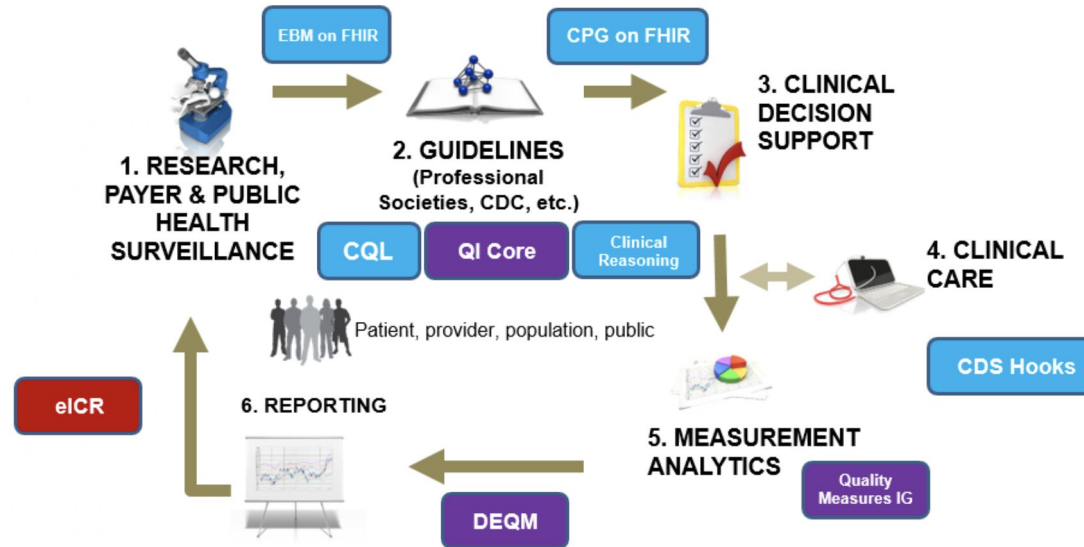 EBM on FHIR
CPG on FHIR
1. RESEARCH,
PAYER & PUBLIC
HEALTH
SURVEILLANCE
2. GUIDELINES
(Professional
Societies, CDC, etc.)
3. CLINICAL
DECISION
SUPPORT
CQL
QI Core
Clinical
Reasoning
4. CLINICAL
CARE
CDS Hooks
Patient, provider, population, public
eICR
6. REPORTING
5. MEASUREMENT
ANALYTICS
Quality
Measures IG
DEQM